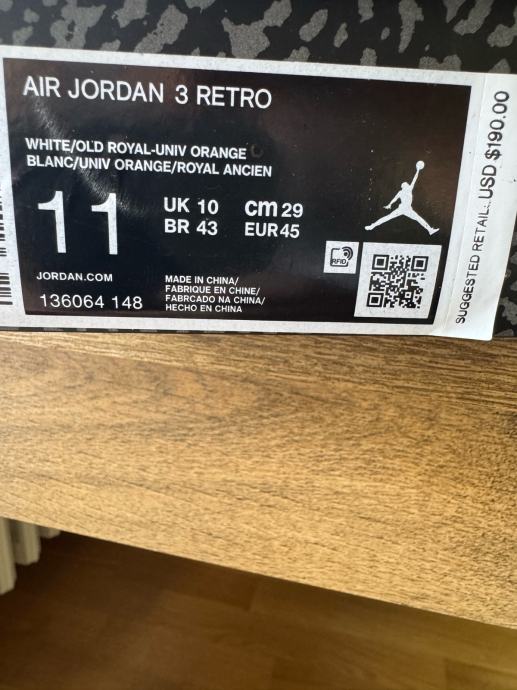 AIR JORDAN 3 RETRO
WHITE/OLD ROYAL-UNIV ORANGE
BLANC/UNIV ORANGE/ROYAL ANCIEN
11
UK 10 cm 29
BR 43 EUR 45
RFID
JORDAN.COM
136064 148
MADE IN CHINA/
FABRIQUE EN CHINE/
FABRCADO NA CHINA/
HECHO EN CHINA
SUGGESTED RETAIL: USD $190.00